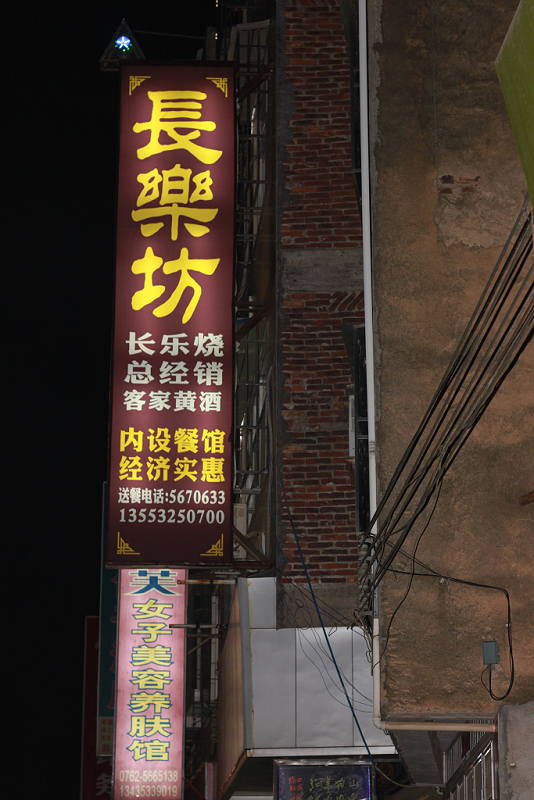 長樂坊
长乐烧
总经销
客家黄酒
内设餐馆
经济实惠
送餐电话:5670633
13553250700
女子美容养肤馆
0762-5665138
13435339019